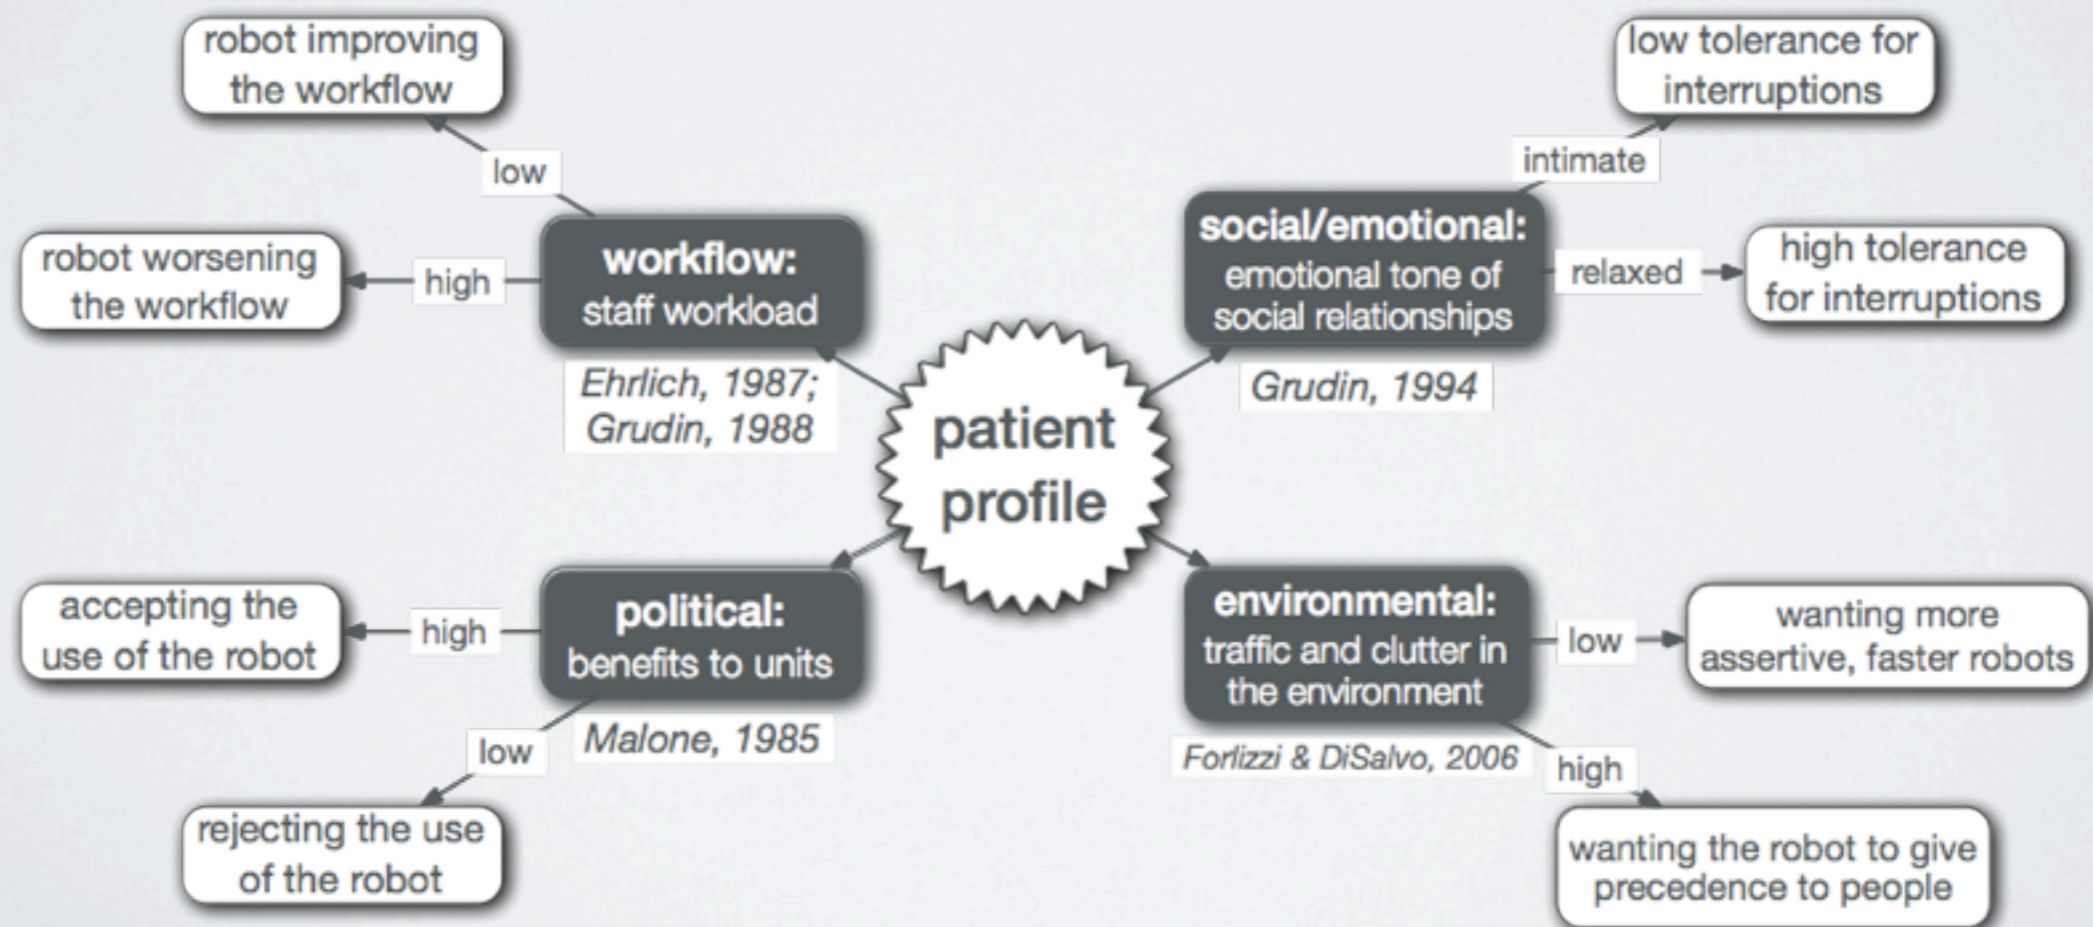 robot improving
the workflow
low
robot worsening
the workflow
high
workflow:
staff workload
Ehrlich, 1987;
Grudin, 1988
low tolerance for
interruptions
intimate
social/emotional:
emotional tone of
social relationships
relaxed
high tolerance
for interruptions
Grudin, 1994
patient
profile
accepting the
use of the robot
high
political:
benefits to units
Malone, 1985
low
rejecting the use
of the robot
environmental:
traffic and clutter in
the environment
low
wanting more
assertive, faster robots
Forlizzi & DiSalvo, 2006
high
wanting the robot to give
precedence to people